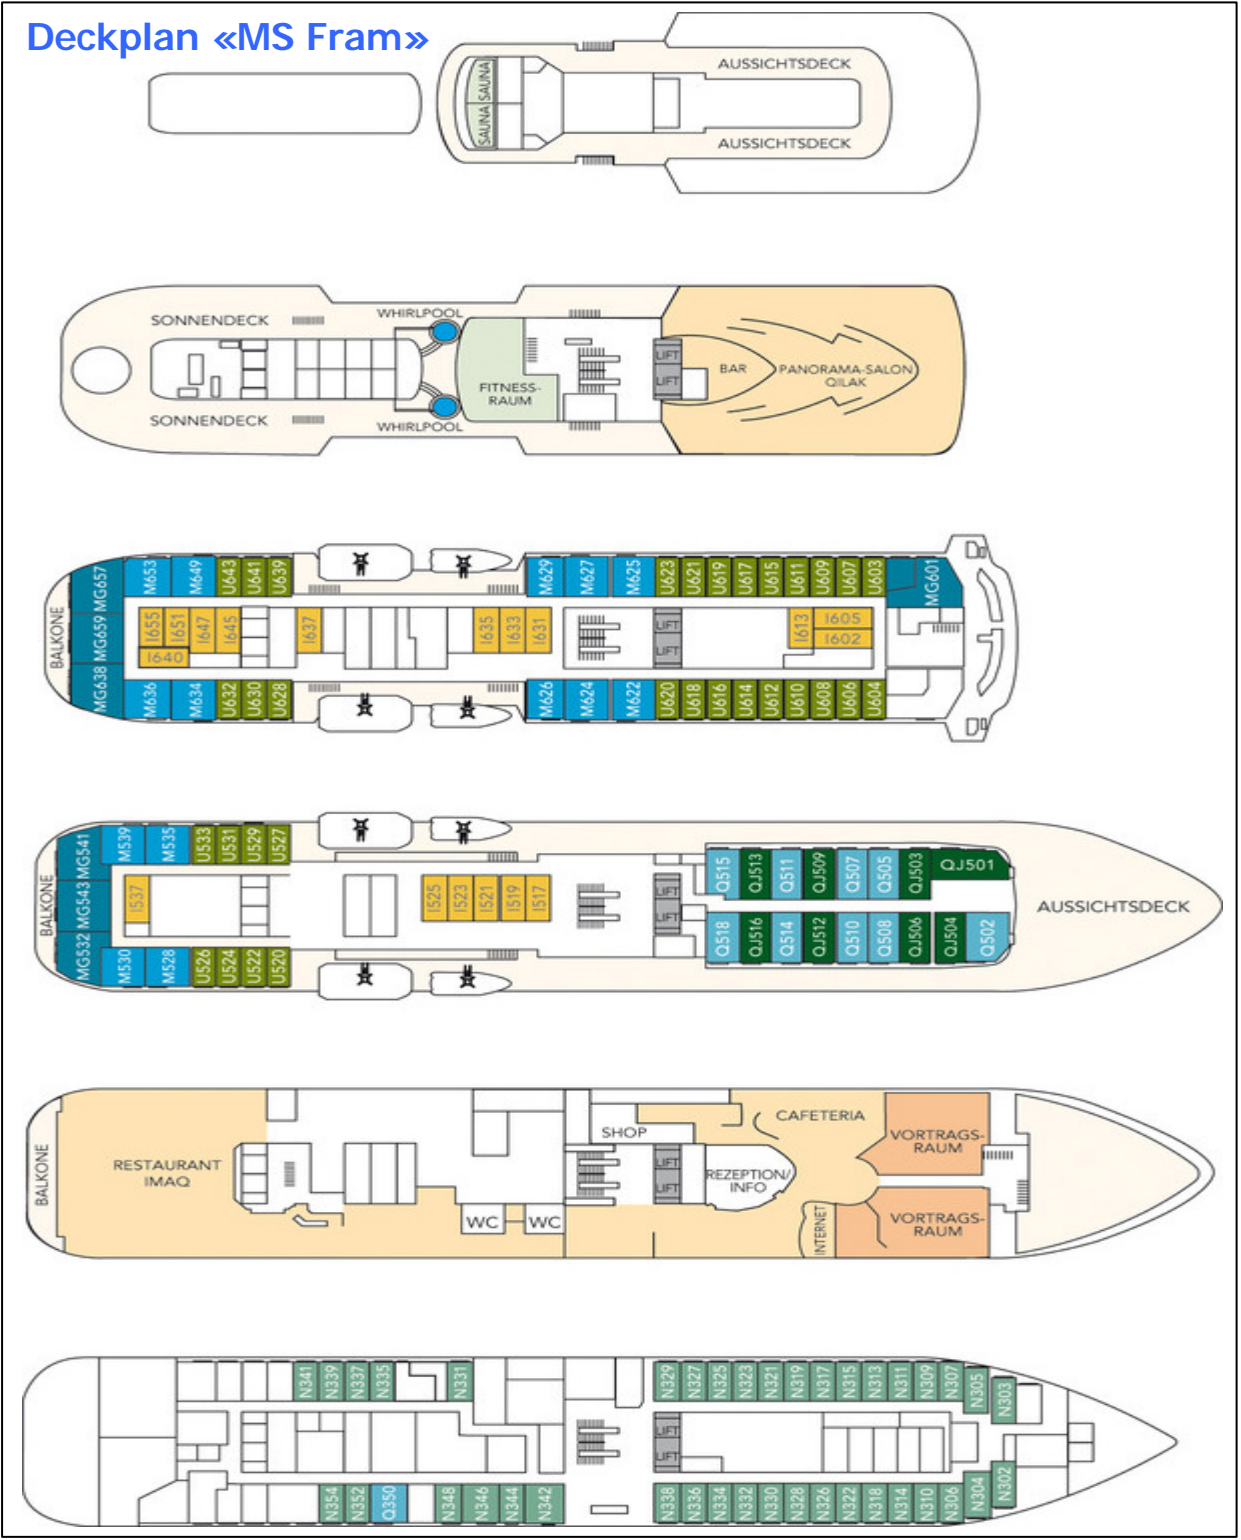 Deckplan «MS Fram»
AUSSICHTSDECK
SAUNA
SAUNA
AUSSICHTSDECK
WHIRLPOOL
SONNENDECK
LIFT
BAR
PANORAMA-SALON
QILAK
LIFT
FITNESS-
RAUM
SONNENDECK
WHIRLPOOL
BALKONE
MG657
MG659
MG638
M653
M649
U643
U641
U639
M629
M627
M625
U623
U621
U619
U617
U615
U611
U609
U607
U603
MG601
I655
I651
I647
I645
I640
I637
I635
I633
I631
LIFT
LIFT
I613
I605
I602
M636
M634
U632
U630
U628
M626
M624
M622
U620
U618
U616
U614
U612
U610
U608
U606
U604
BALKONE
MG541
MG543
MG532
M539
M535
U533
U531
U529
U527
Q515
QJ513
Q511
QJ509
Q507
Q505
QJ503
QJ501
I537
I525
I523
I521
I519
I517
LIFT
LIFT
AUSSICHTSDECK
M530
M528
U526
U524
U522
U520
Q518
QJ516
Q514
QJ512
Q510
Q508
QJ506
QJ504
Q502
BALKONE
RESTAURANT
IMAQ
SHOP
CAFETERIA
VORTRAGS-
RAUM
LIFT
LIFT
REZEPTION/
INFO
WC
WC
INTERNET
VORTRAGS-
RAUM
N341
N339
N337
N335
N331
N329
N327
N325
N323
N321
N319
N317
N315
N313
N311
N309
N307
N305
N303
LIFT
LIFT
N354
N352
Q350
N348
N346
N344
N342
N338
N336
N334
N332
N330
N328
N326
N322
N318
N314
N310
N306
N304
N302